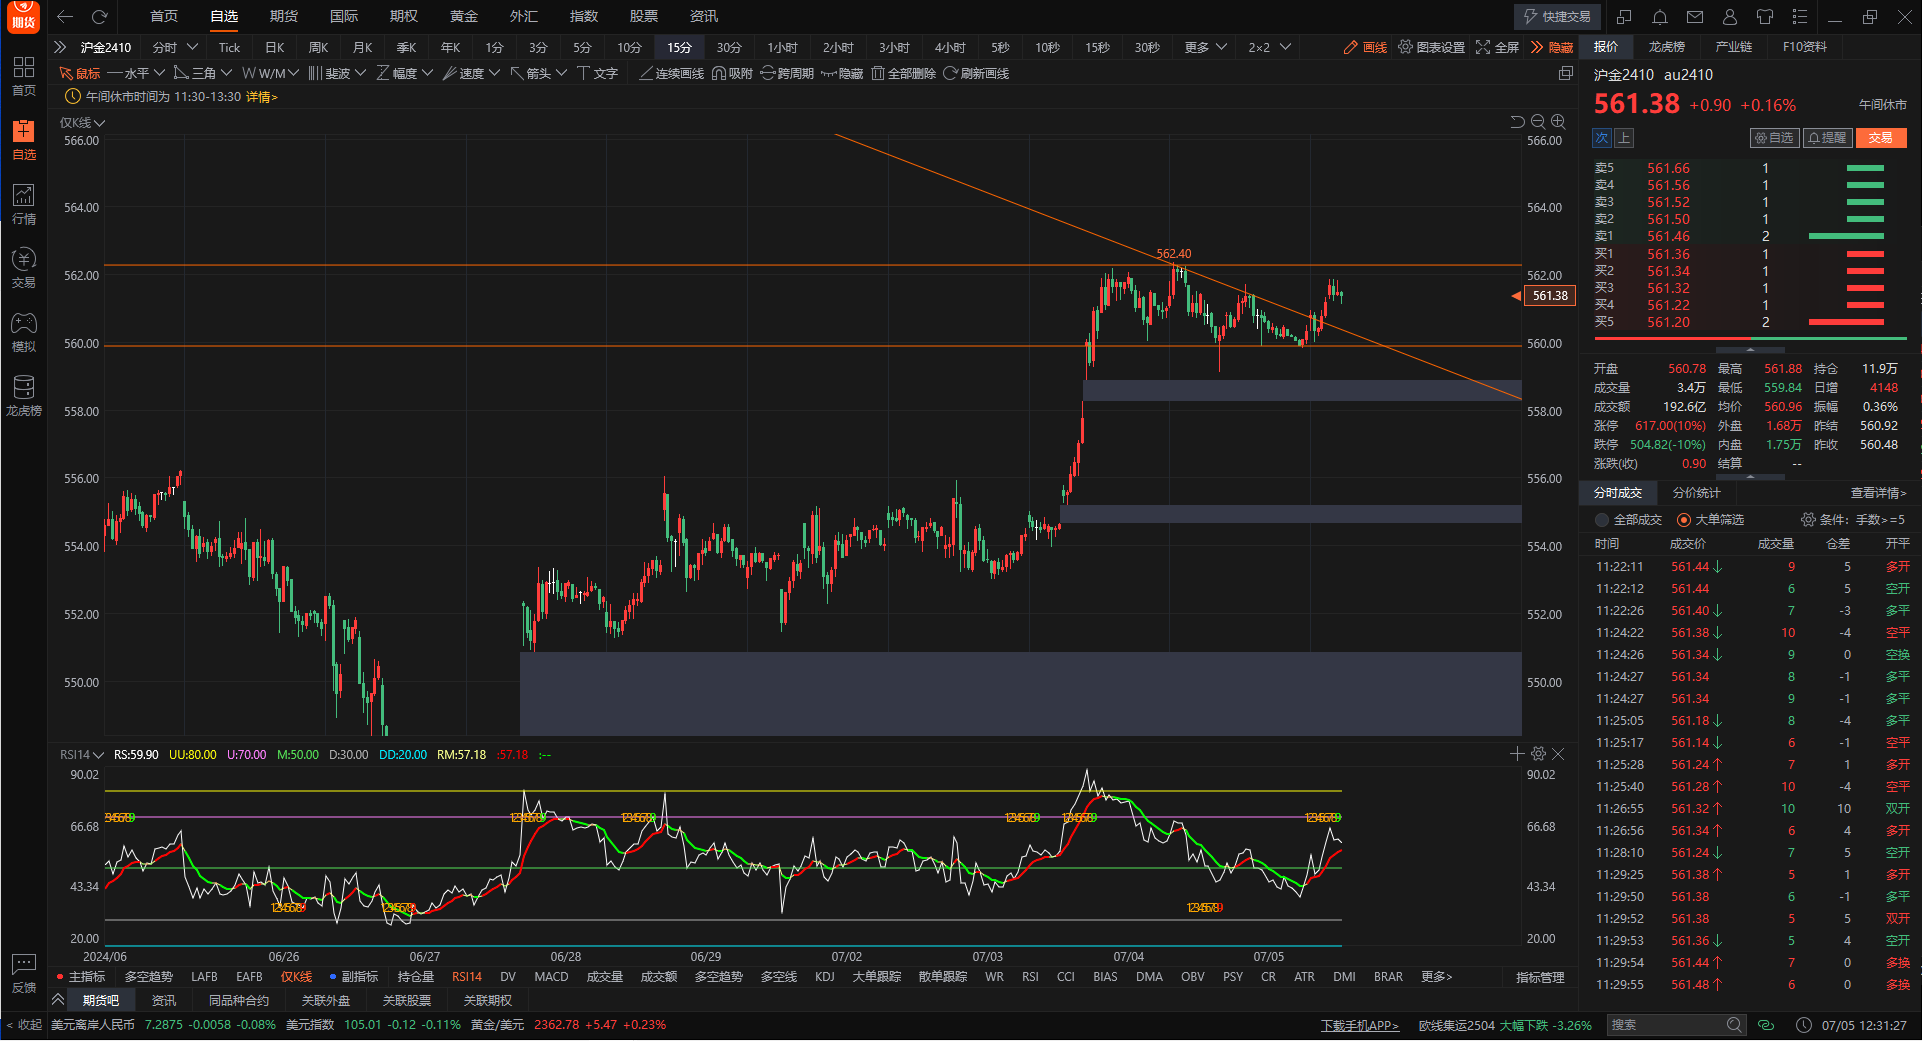 期货 首页 自选 期货 国际 期权 黄金 外汇 指数 股票 资讯 快捷交易
沪金2410 分时 Tick 日K 周K 月K 季K 年K 1分 3分 5分 10分 15分 30分 1小时 2小时 3小时 4小时 5秒 10秒 15秒 30秒 更多 2×2 画线 图表设置 全屏 隐藏
鼠标 水平 三角 W/M 斐波 幅度 速度 箭头 文字 连续画线 吸附 跨周期 隐藏 全部删除 刷新画线
午间休市时间为 11:30-13:30 详情>
仅K线
首页
自选
行情
交易
模拟
龙虎榜
反馈
< 收起
566.00 566.00
564.00 564.00
562.40
562.00 562.00
561.38
560.00 560.00
558.00 558.00
556.00 556.00
554.00 554.00
552.00 552.00
550.00 550.00
RSI14 RS:59.90 UU:80.00 U:70.00 M:50.00 D:30.00 DD:20.00 RM:57.18 :57.18 :--
90.02 90.02
66.68 66.68
43.34 43.34
20.00 20.00
2024/06 06/26 06/27 06/28 06/29 07/02 07/03 07/04 07/05
主指标 多空趋势 LAFB EAFB 仅K线 副指标 持仓量 RSI14 DV MACD 成交量 成交额 多空趋势 多空线 KDJ 大单跟踪 散单跟踪 WR RSI CCI BIAS DMA OBV PSY CR ATR DMI BRAR 更多> 指标管理
期货吧 资讯 同品种合约 关联外盘 关联股票 关联期权
报价 龙虎榜 产业链 F10资料
沪金2410 au2410
561.38 +0.90 +0.16% 午间休市
次 上 自选 提醒 交易
卖5 561.66 1
卖4 561.56 1
卖3 561.52 1
卖2 561.50 1
卖1 561.46 2
买1 561.36 1
买2 561.34 1
买3 561.32 1
买4 561.22 1
买5 561.20 2
开盘 560.78 最高 561.88 持仓 11.9万
成交量 3.4万 最低 559.84 日增 4148
成交额 192.6亿 均价 560.96 振幅 0.36%
涨停 617.00(10%) 外盘 1.68万 昨结 560.92
跌停 504.82(-10%) 内盘 1.75万 昨收 560.48
涨跌(收) 0.90 结算 --
分时成交 分价统计 查看详情>
全部成交 大单筛选 条件：手数>=5
时间 成交价 成交量 仓差 开平
11:22:11 561.44↓ 9 5 多开
11:22:12 561.44 6 5 空开
11:22:26 561.40↓ 7 -3 多平
11:24:22 561.38↓ 10 -4 空平
11:24:26 561.34↓ 9 0 空换
11:24:27 561.34 8 -1 多平
11:24:27 561.34 9 -1 多平
11:25:05 561.18↓ 8 -4 多平
11:25:17 561.14↓ 6 -1 空平
11:25:28 561.24↑ 7 1 多开
11:25:40 561.28↑ 10 -4 空平
11:26:55 561.32↑ 10 10 双开
11:26:56 561.34↑ 6 4 多开
11:28:10 561.24↓ 7 5 空开
11:29:25 561.38↑ 5 1 多开
11:29:50 561.38 6 -1 多平
11:29:52 561.38 5 5 双开
11:29:53 561.36↓ 5 4 空开
11:29:54 561.44↑ 7 0 多换
11:29:55 561.48↑ 6 0 多换
美元离岸人民币 7.2875 -0.0058 -0.08% 美元指数 105.01 -0.12 -0.11% 黄金/美元 2362.78 +5.47 +0.23% 下载手机APP> 欧线集运2504 大幅下跌 -3.26% 搜索 07/05 12:31:27